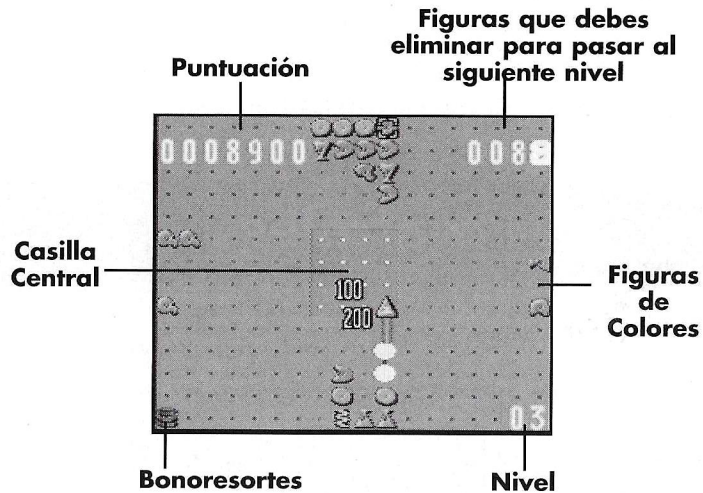 Figuras que debes
eliminar para pasar al
siguiente nivel
Puntuación
0008900
008
100
200
Casilla
Central
Figuras
de
Colores
03
Bonoresortes
Nivel